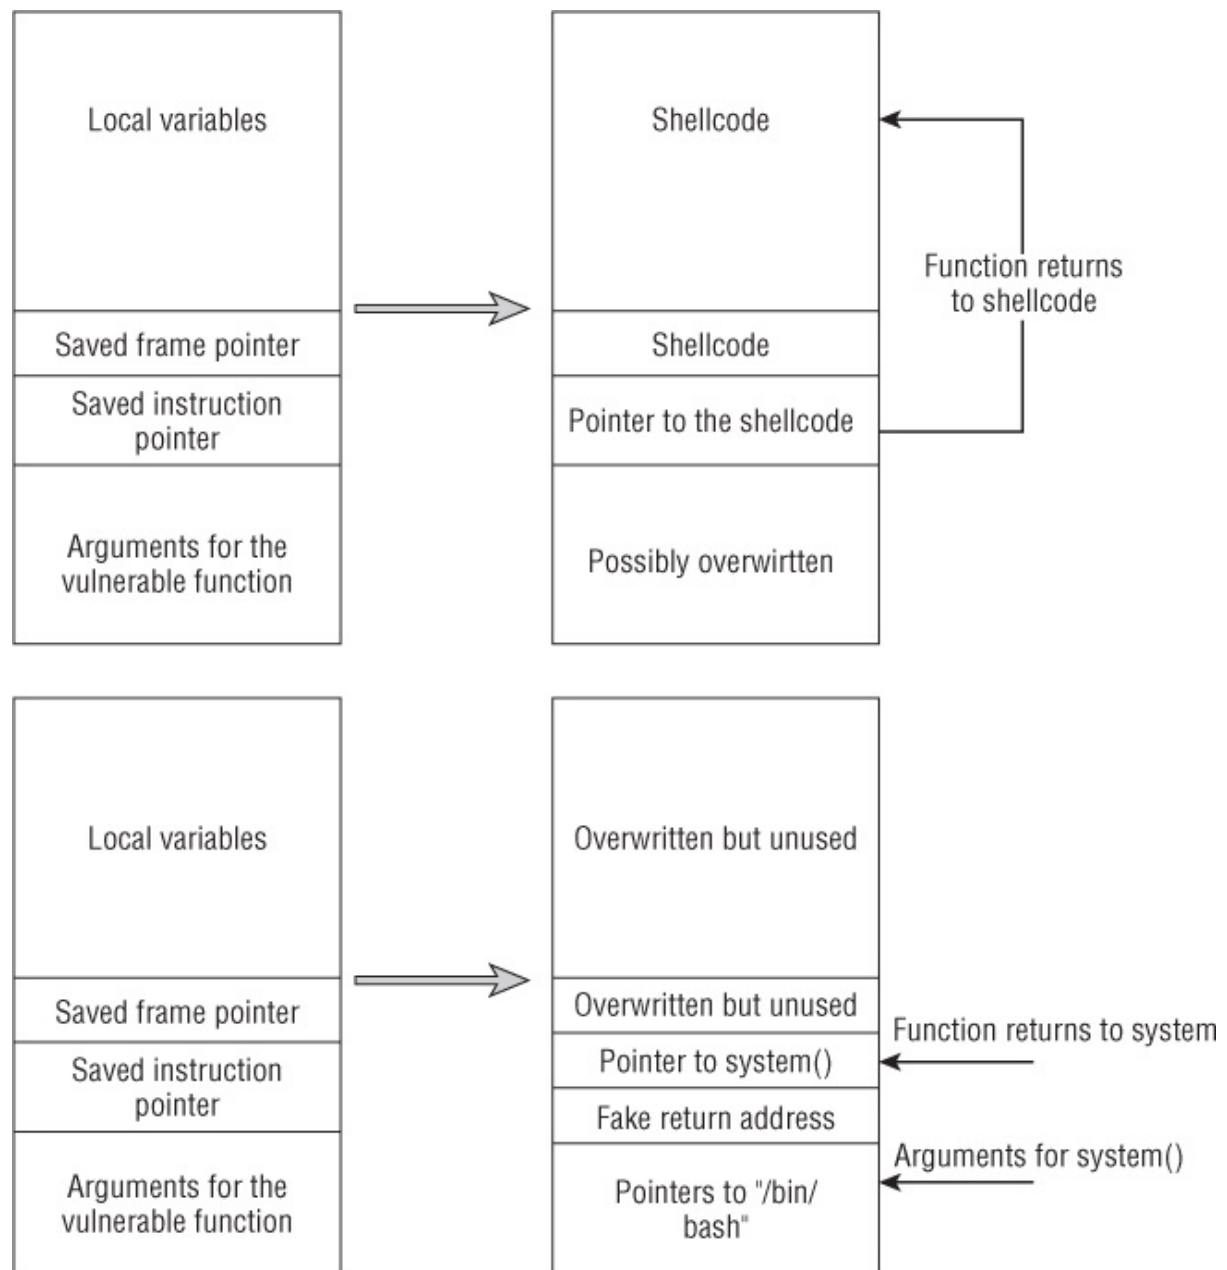 Local variables
Shellcode
Function returns
to shellcode
Saved frame pointer
Shellcode
Saved instruction
pointer
Pointer to the shellcode
Arguments for the
vulnerable function
Possibly overwirtten
Local variables
Overwritten but unused
Saved frame pointer
Overwritten but unused
Function returns to system
Saved instruction
pointer
Pointer to system()
Fake return address
Arguments for system()
Arguments for the
vulnerable function
Pointers to "/bin/
bash"